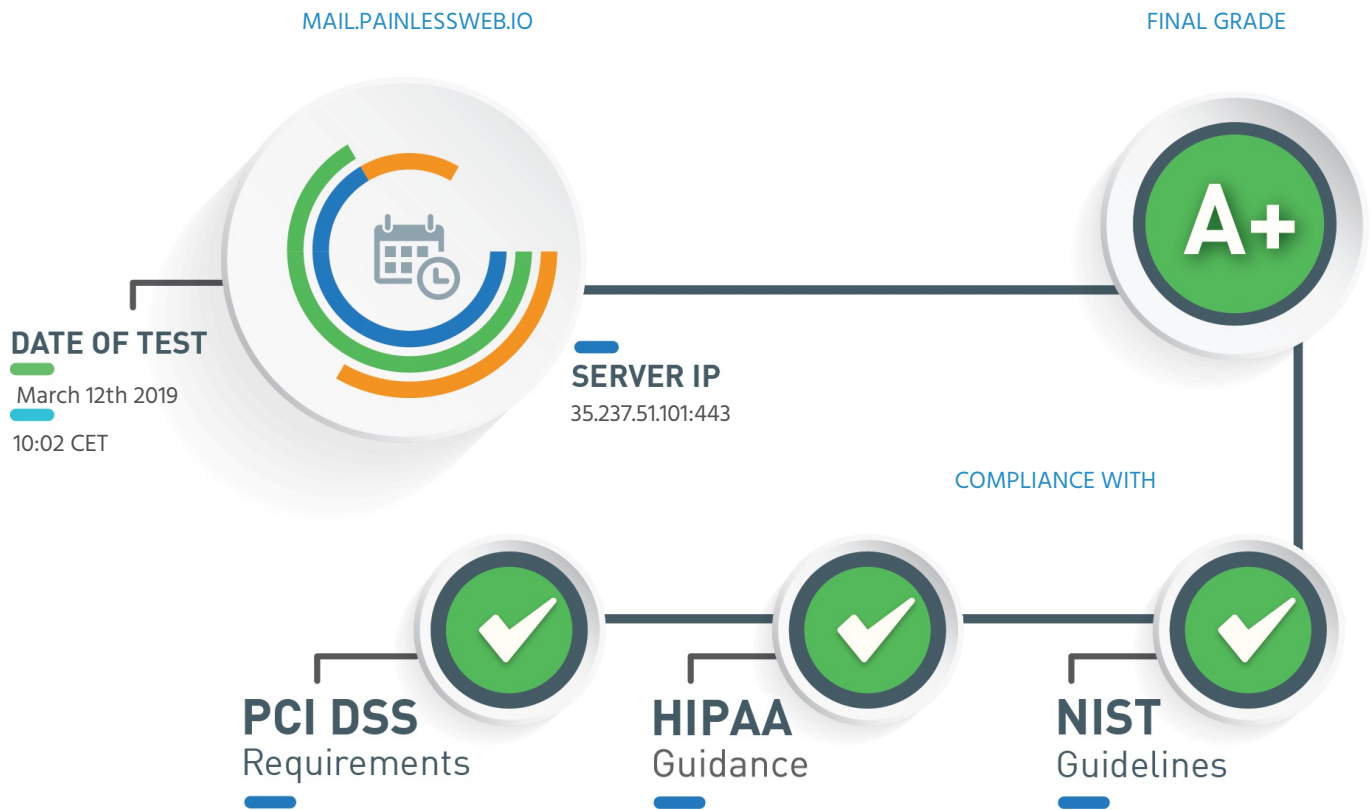 MAIL.PAINLESSWEB.IO
FINAL GRADE
A+
DATE OF TEST
March 12th 2019
10:02 CET
SERVER IP
35.237.51.101:443
COMPLIANCE WITH
PCI DSS
Requirements
HIPAA
Guidance
NIST
Guidelines